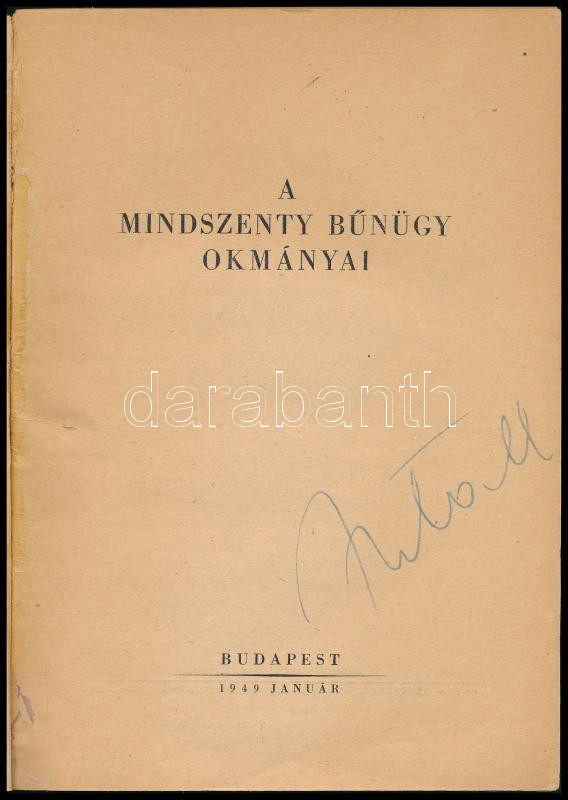 A
MINDSZENTY BŰNÜGY
OKMÁNYAI
darabanth
BUDAPEST
1949 JANUÁR